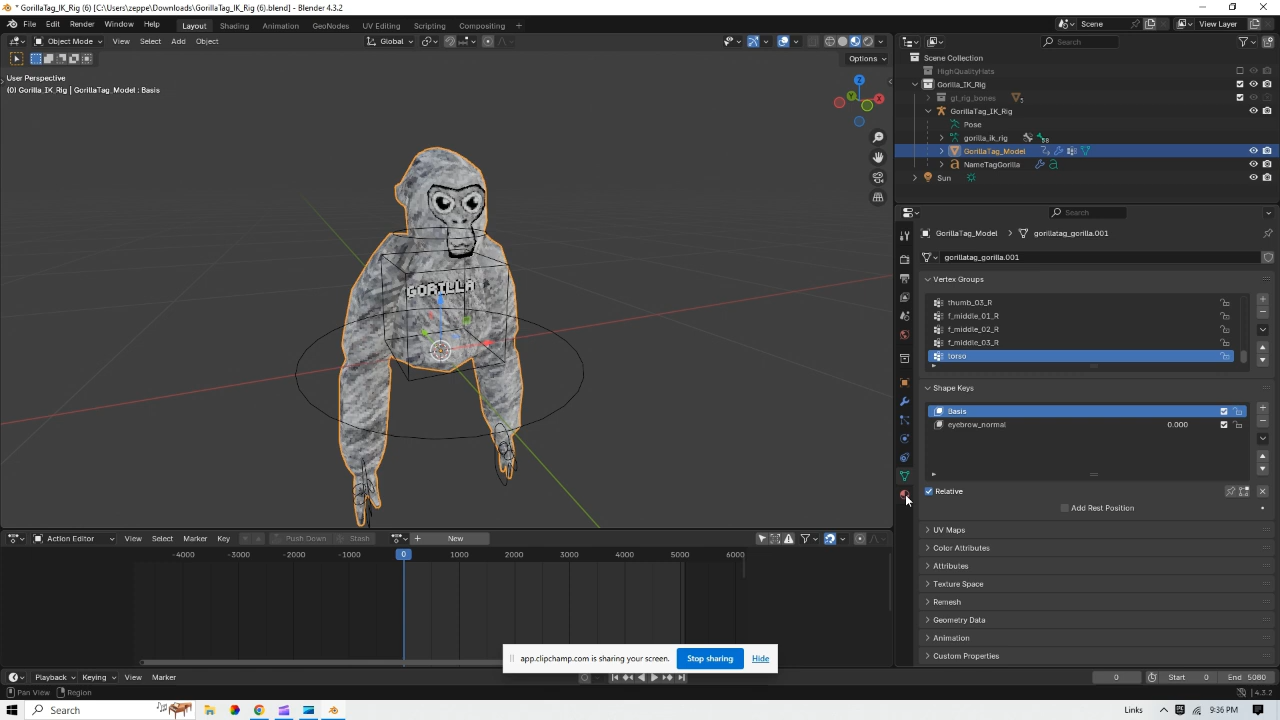 * GorillaTag_IK_Rig (6) [C:\Users\zeppe\Downloads\GorillaTag_IK_Rig (6).blend] - Blender 4.3.2
File Edit Render Window Help Layout Shading Animation GeoNodes UV Editing Scripting Compositing Scene View Layer
Object Mode View Select Add Object Global Search
Options
User Perspective
(0) Gorilla_IK_Rig | GorillaTag_Model : Basis
Z
Y
X
GORILLA
Scene Collection
HighQualityHats
Gorilla_IK_Rig
gt_rig_bones
GorillaTag_IK_Rig
Pose
gorilla_ik_rig
GorillaTag_Model
NameTagGorilla
Sun
Search
GorillaTag_Model > gorillatag_gorilla.001
gorillatag_gorilla.001
Vertex Groups
thumb_03_R
f_middle_01_R
f_middle_02_R
f_middle_03_R
torso
Shape Keys
Basis
eyebrow_normal 0.000
Relative
Add Rest Position
UV Maps
Color Attributes
Attributes
Texture Space
Remesh
Geometry Data
Animation
Custom Properties
Action Editor View Select Marker Key Push Down Stash New
-4000 -3000 -2000 -1000 0 1000 2000 3000 4000 5000 6000
app.clipchamp.com is sharing your screen. Stop sharing Hide
Playback Keying View Marker 0 Start 0 End 5080
Pan View Region 4.3.2
Search Links 9:36 PM